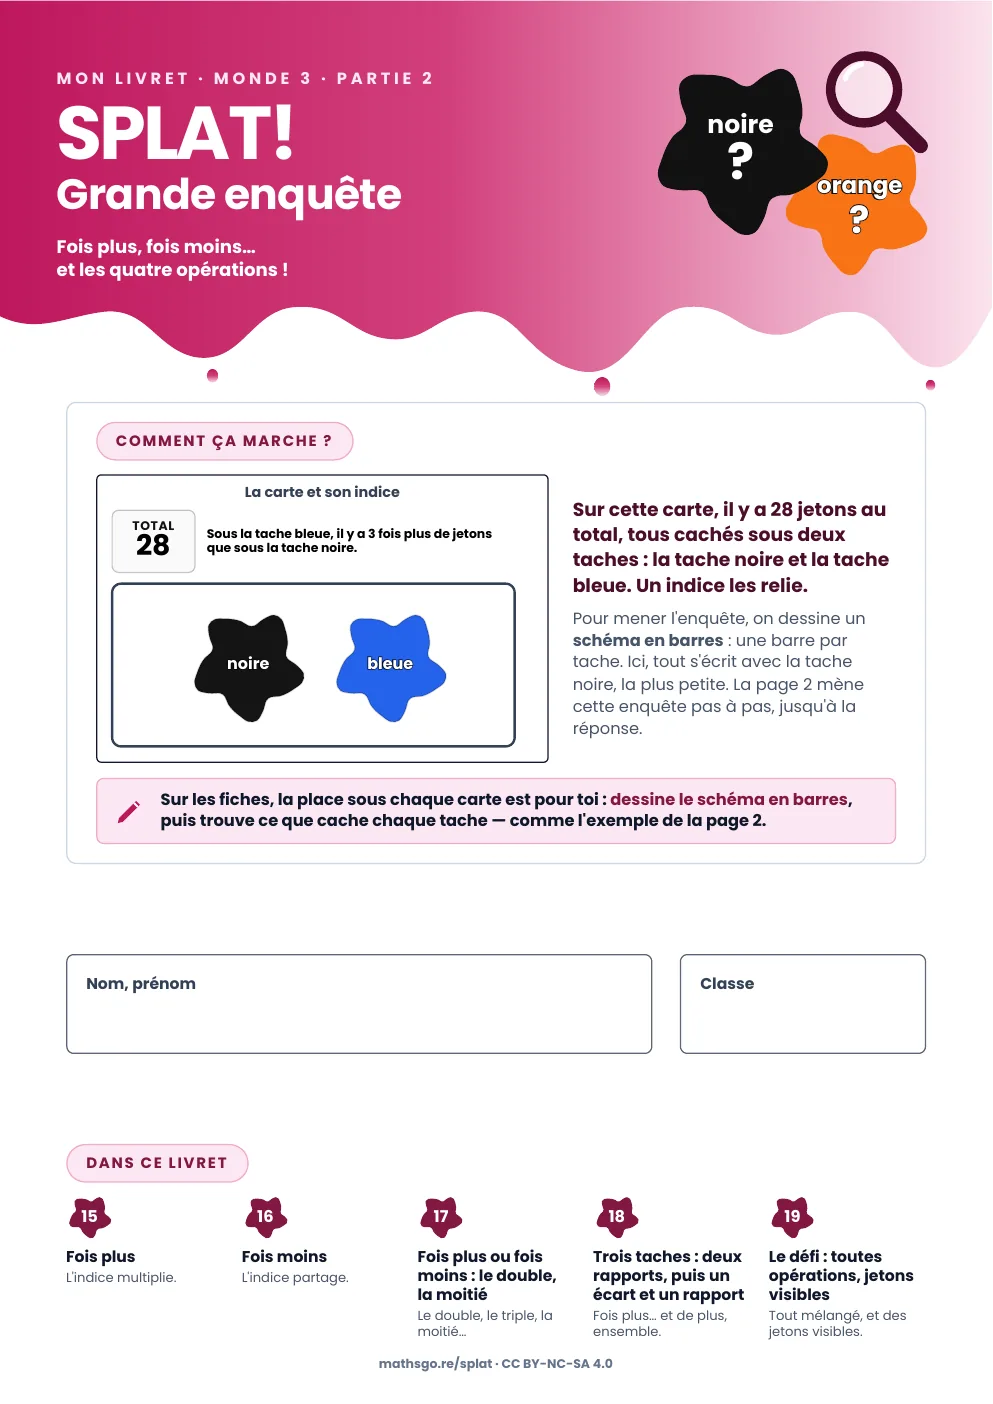 MON LIVRET · MONDE 3 · PARTIE 2
SPLAT!
Grande enquête
Fois plus, fois moins...
et les quatre opérations !
noire
?
orange
?
COMMENT ÇA MARCHE ?
La carte et son indice
TOTAL
28
Sous la tache bleue, il y a 3 fois plus de jetons
que sous la tache noire.
noire
bleue
Sur cette carte, il y a 28 jetons au
total, tous cachés sous deux
taches : la tache noire et la tache
bleue. Un indice les relie.
Pour mener l'enquête, on dessine un
schéma en barres : une barre par
tache. Ici, tout s'écrit avec la tache
noire, la plus petite. La page 2 mène
cette enquête pas à pas, jusqu'à la
réponse.
Sur les fiches, la place sous chaque carte est pour toi : dessine le schéma en barres,
puis trouve ce que cache chaque tache — comme l'exemple de la page 2.
Nom, prénom
Classe
DANS CE LIVRET
15
Fois plus
L'indice multiplie.
16
Fois moins
L'indice partage.
17
Fois plus ou fois
moins : le double,
la moitié
Le double, le triple, la
moitié...
18
Trois taches : deux
rapports, puis un
écart et un rapport
Fois plus... et de plus,
ensemble.
19
Le défi : toutes
opérations, jetons
visibles
Tout mélangé, et des
jetons visibles.
mathsgo.re/splat · CC BY-NC-SA 4.0